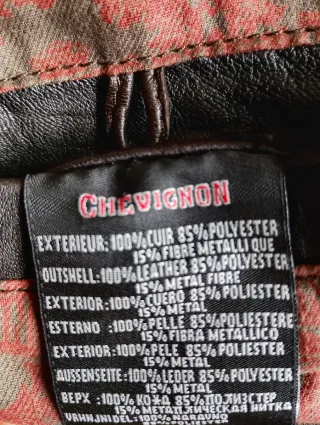 CHEVIGNON
EXTERIEUR: 100%CUIR 85%POLYESTER
15%FIBRE METALLI QUE
OUTSHELL: 100%LEATHER 85%POLYESTER
15%METAL FIBRE
EXTERIOR: 100%CUERO 85%POLIESTER
15%METAL
ESTERNO :100%PELLE 85%POLIESTERE
15%FIBRA METALLICO
EXTERIOR: 100%PELE 85%POLIESTER
15%METAL
AUSSENSEITE: 100%LEDER 85%POLYESTER
15%METAL
ВЕРХ : 100% КОЖА 85%
15% НИТКА